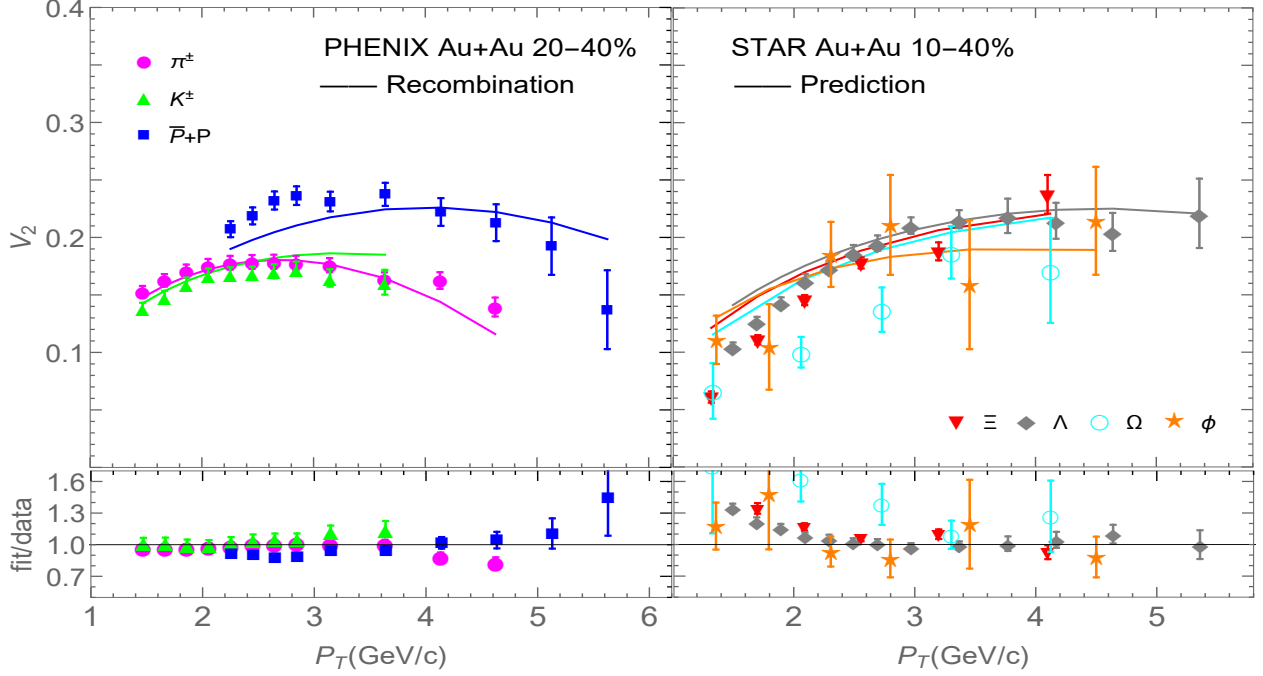 0.4
0.3
0.2
0.1
V₂
PHENIX Au+Au 20-40%
Recombination
π±
K±
P̅+P
STAR Au+Au 10-40%
Prediction
Ξ Λ Ω ϕ
1.6
1.3
1.0
0.7
fit/data
1 2 3 4 5 6
P_T(GeV/c)
2 3 4 5
P_T(GeV/c)